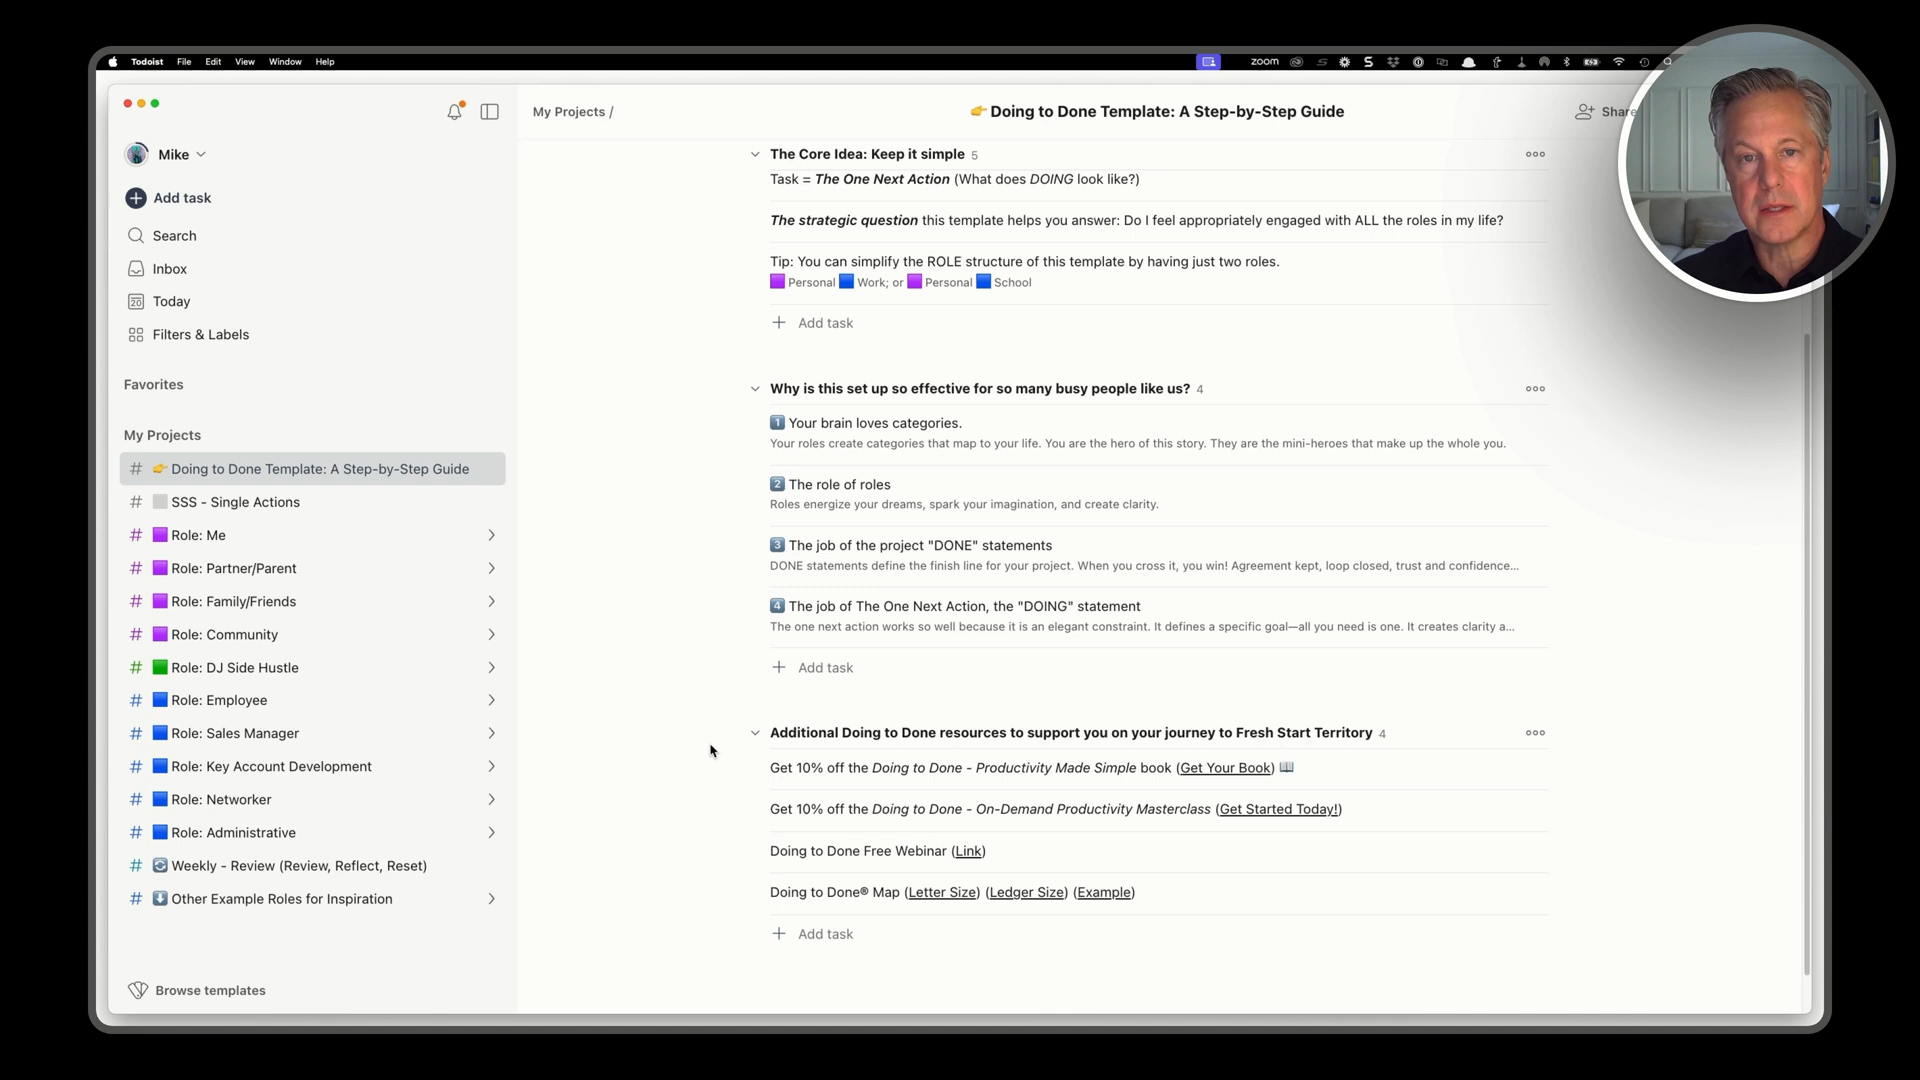 Todoist File Edit View Window Help
zoom
Mike
Add task
Search
Inbox
20 Today
Filters & Labels
Favorites
My Projects
# 👉 Doing to Done Template: A Step-by-Step Guide
# SSS - Single Actions
# Role: Me
# Role: Partner/Parent
# Role: Family/Friends
# Role: Community
# Role: DJ Side Hustle
# Role: Employee
# Role: Sales Manager
# Role: Key Account Development
# Role: Networker
# Role: Administrative
# Weekly - Review (Review, Reflect, Reset)
# Other Example Roles for Inspiration
Browse templates
My Projects /
👉 Doing to Done Template: A Step-by-Step Guide
Share
The Core Idea: Keep it simple 5
Task = The One Next Action (What does DOING look like?)
The strategic question this template helps you answer: Do I feel appropriately engaged with ALL the roles in my life?
Tip: You can simplify the ROLE structure of this template by having just two roles.
🟪 Personal 🟦 Work; or 🟪 Personal 🟦 School
+ Add task
Why is this set up so effective for so many busy people like us? 4
1️⃣ Your brain loves categories.
Your roles create categories that map to your life. You are the hero of this story. They are the mini-heroes that make up the whole you.
2️⃣ The role of roles
Roles energize your dreams, spark your imagination, and create clarity.
3️⃣ The job of the project "DONE" statements
DONE statements define the finish line for your project. When you cross it, you win! Agreement kept, loop closed, trust and confidence...
4️⃣ The job of The One Next Action, the "DOING" statement
The one next action works so well because it is an elegant constraint. It defines a specific goal—all you need is one. It creates clarity a...
+ Add task
Additional Doing to Done resources to support you on your journey to Fresh Start Territory 4
Get 10% off the Doing to Done - Productivity Made Simple book (Get Your Book) 📖
Get 10% off the Doing to Done - On-Demand Productivity Masterclass (Get Started Today!)
Doing to Done Free Webinar (Link)
Doing to Done® Map (Letter Size) (Ledger Size) (Example)
+ Add task